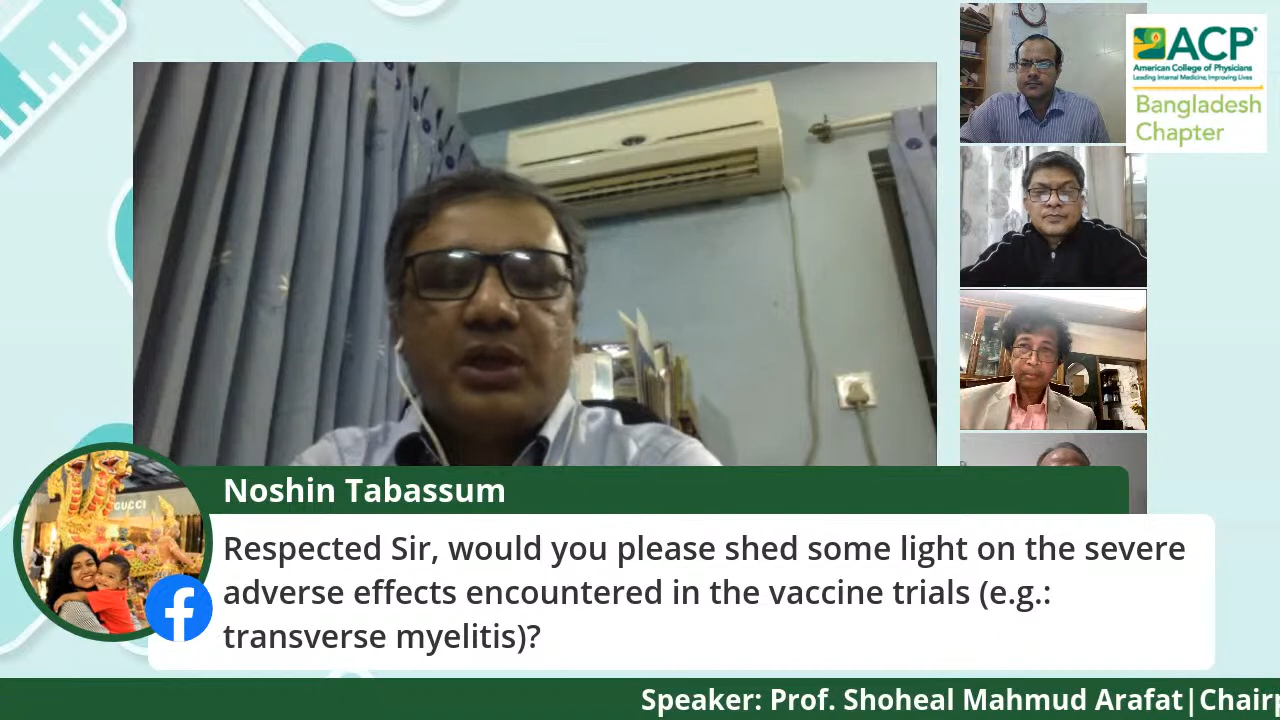 ACP
American College of Physicians
Leading Internal Medicine, Improving Lives
Bangladesh
Chapter
GUCCI
Noshin Tabassum
Respected Sir, would you please shed some light on the severe
adverse effects encountered in the vaccine trials (e.g.:
transverse myelitis)?
Speaker: Prof. Shoheal Mahmud Arafat|Chairp